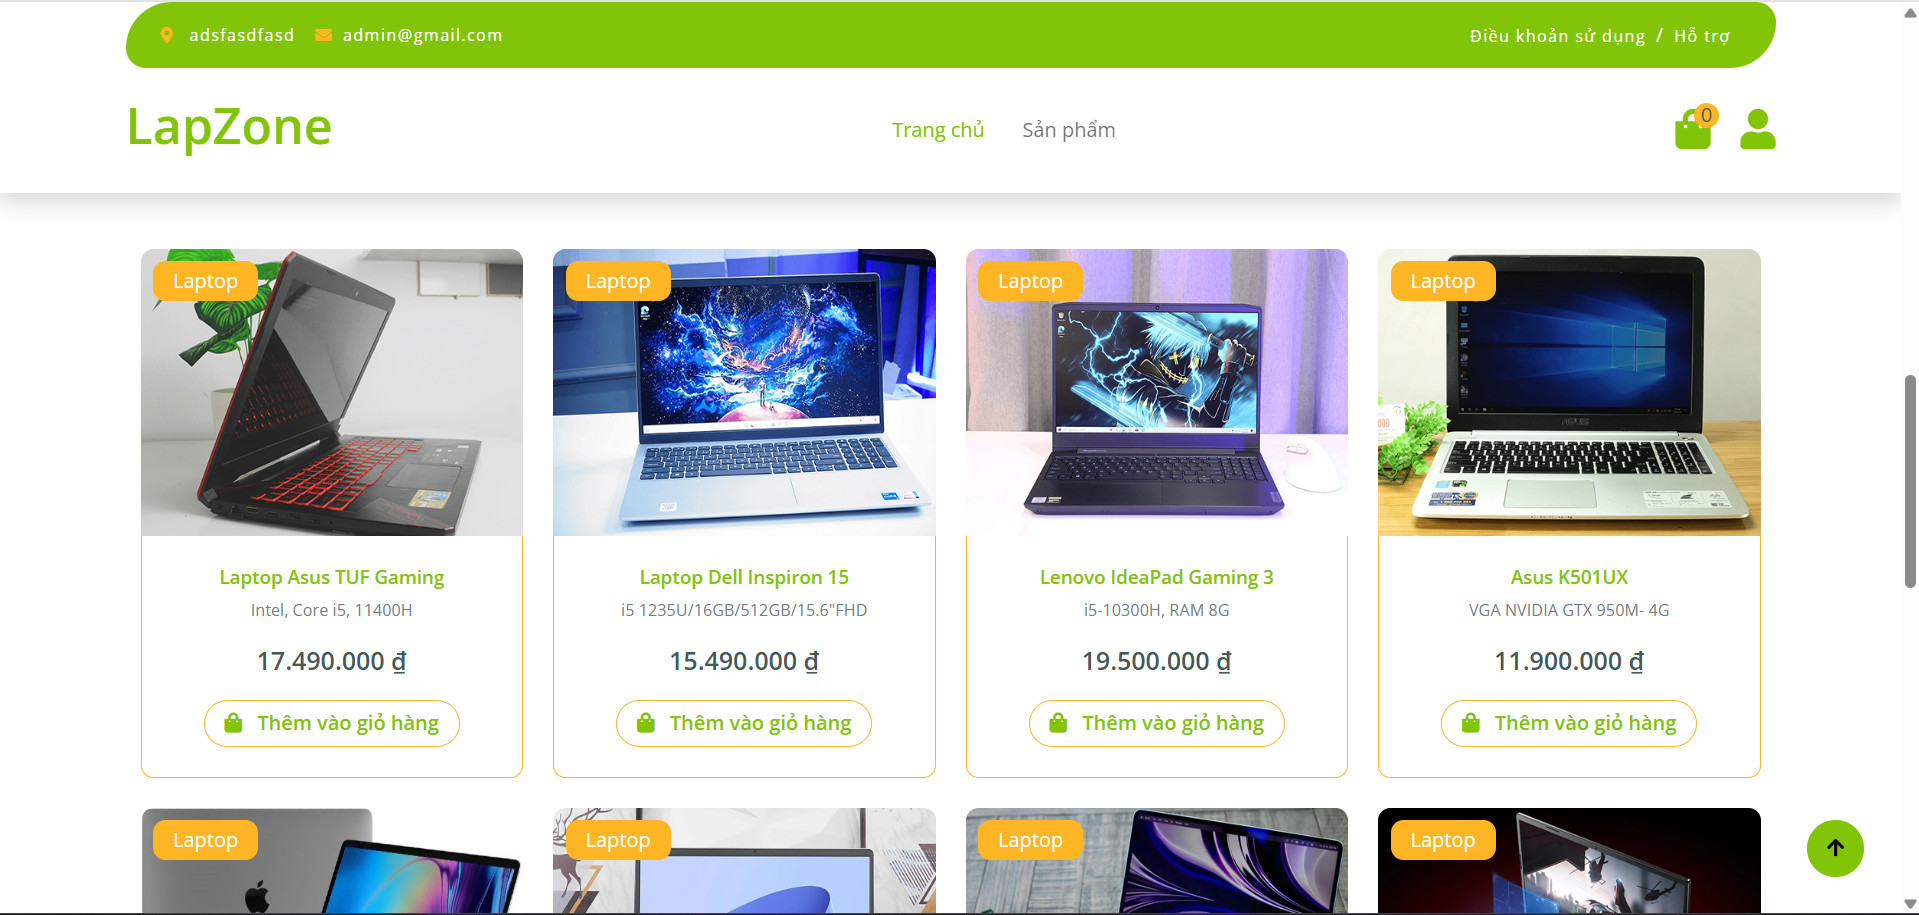 adsfasdfasd admin@gmail.com Điều khoản sử dụng / Hỗ trợ
LapZone Trang chủ Sản phẩm 0
Laptop Laptop Laptop Laptop
ASUS
Laptop Asus TUF Gaming Laptop Dell Inspiron 15 Lenovo IdeaPad Gaming 3 Asus K501UX
Intel, Core i5, 11400H i5 1235U/16GB/512GB/15.6"FHD i5-10300H, RAM 8G VGA NVIDIA GTX 950M- 4G
17.490.000 ₫ 15.490.000 ₫ 19.500.000 ₫ 11.900.000 ₫
Thêm vào giỏ hàng Thêm vào giỏ hàng Thêm vào giỏ hàng Thêm vào giỏ hàng
Laptop Laptop Laptop Laptop